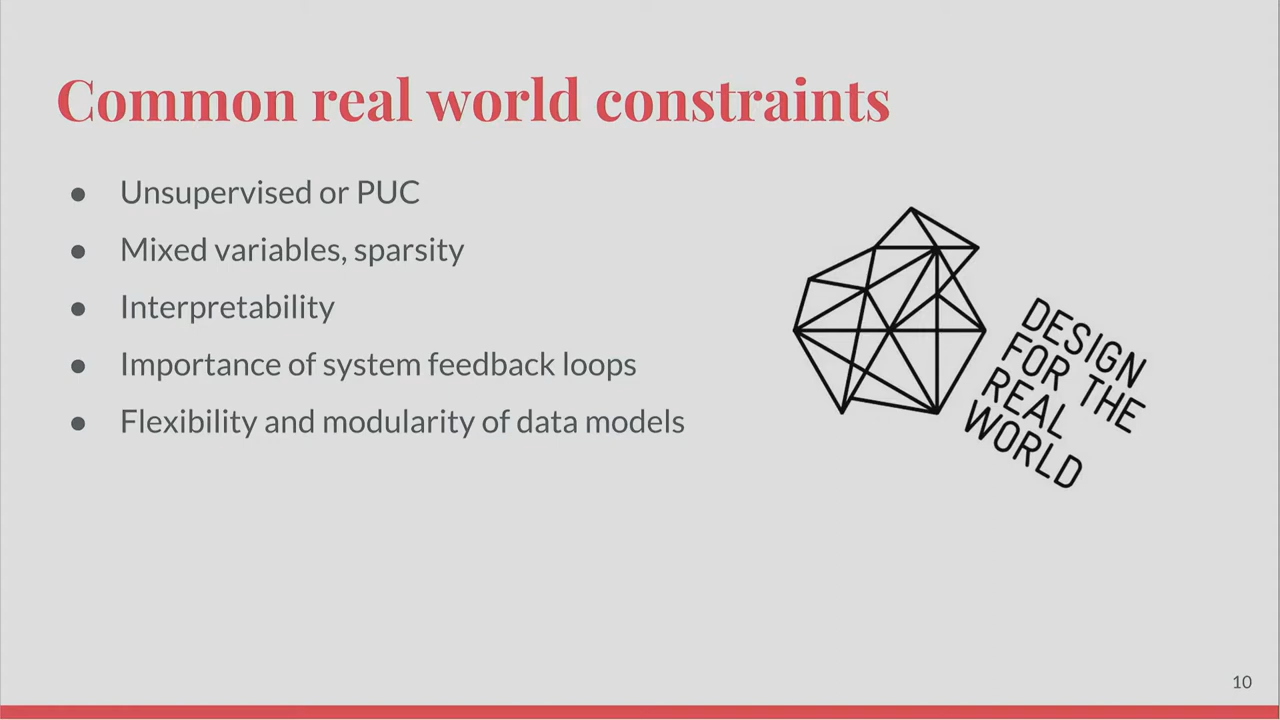 Common real world constraints
● Unsupervised or PUC
● Mixed variables, sparsity
● Interpretability
● Importance of system feedback loops
● Flexibility and modularity of data models
DESIGN
FOR THE
REAL
WORLD
10